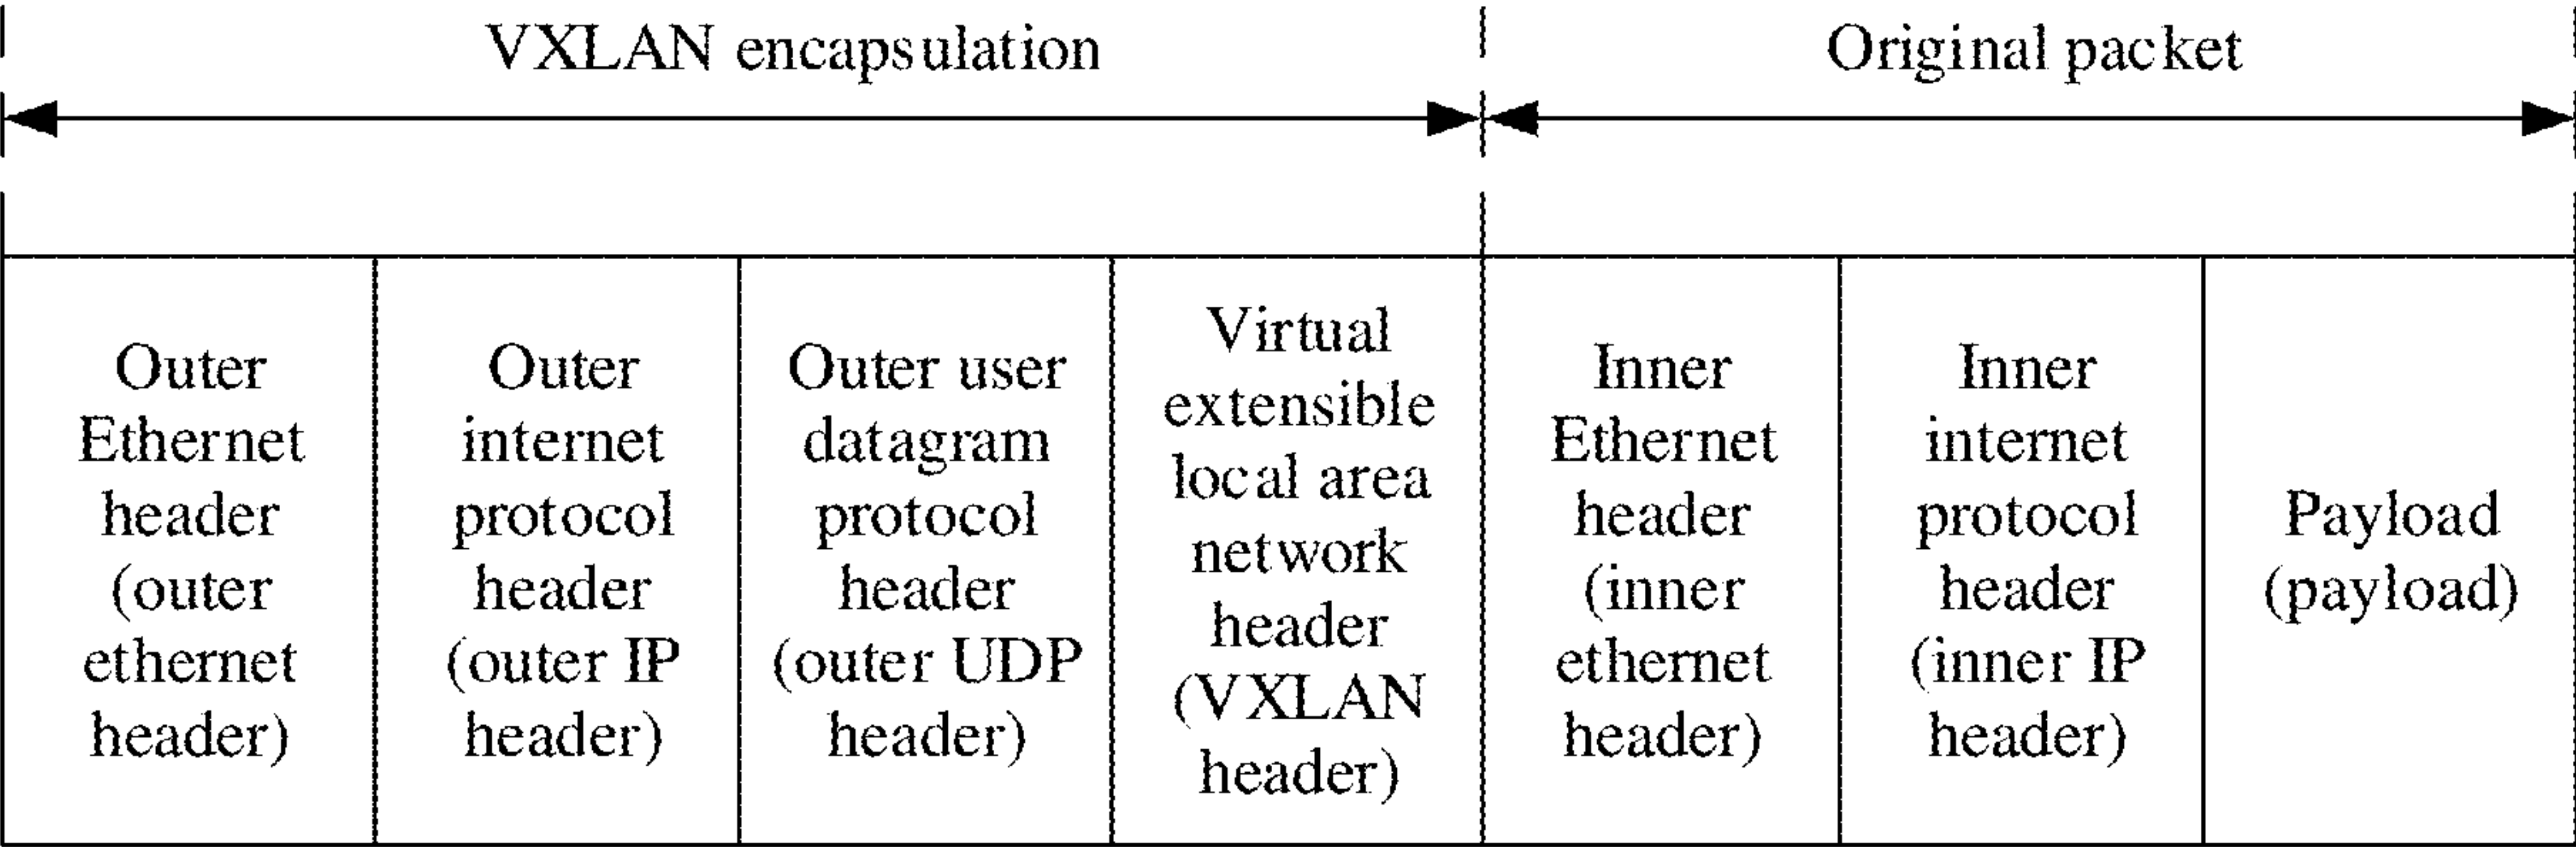 VXLAN encapsulation
Original packet
Outer
Ethernet
header
(outer
ethernet
header)
Outer
internet
protocol
header
(outer IP
header)
Outer user
datagram
protocol
header
(outer UDP
header)
Virtual
extensible
local area
network
header
(VXLAN
header)
Inner
Ethernet
header
(inner
ethernet
header)
Inner
internet
protocol
header
(inner IP
header)
Payload
(payload)